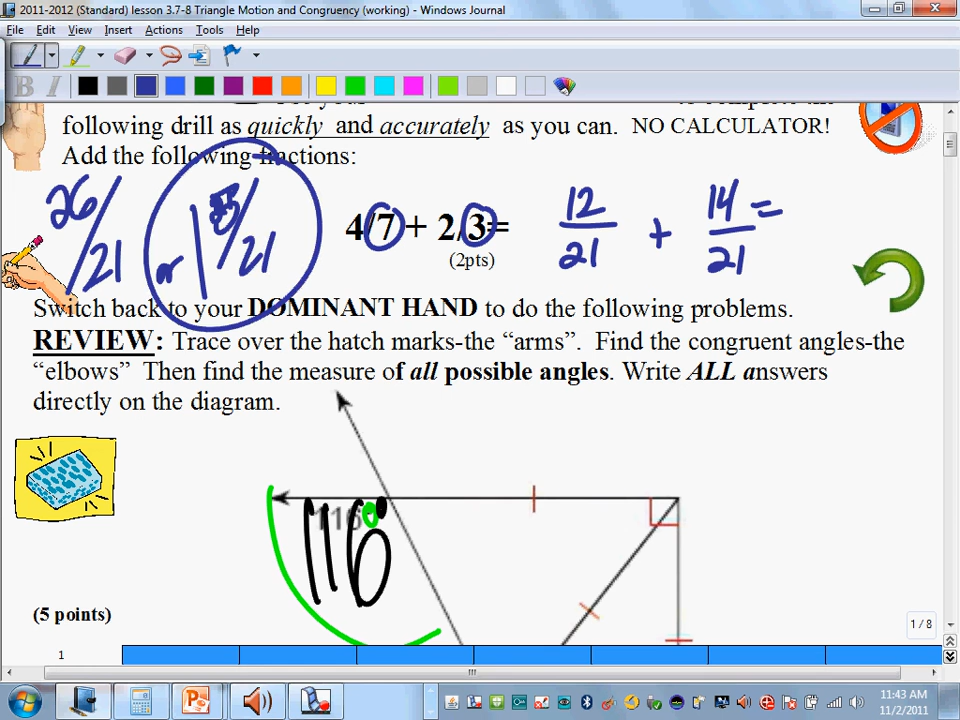 2011-2012 (Standard) lesson 3.7-8 Triangle Motion and Congruency (working) - Windows Journal
File Edit View Insert Actions Tools Help
B I
following drill as quickly and accurately as you can. NO CALCULATOR!
Add the following fractions:
26/21 or 1 5/21 4/7 + 2/3= 12/21 + 14/21 =
(2pts)
Switch back to your DOMINANT HAND to do the following problems.
REVIEW: Trace over the hatch marks-the “arms”. Find the congruent angles-the
“elbows” Then find the measure of all possible angles. Write ALL answers
directly on the diagram.
116°
116°
(5 points)
1 / 8
1
11:43 AM
11/2/2011